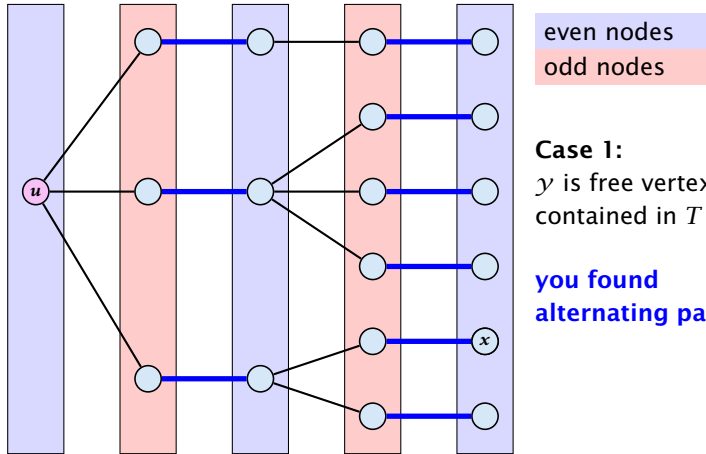 even nodes
odd nodes
Case 1:
y is free vertex
contained in T
you found
alternating pa
u
x